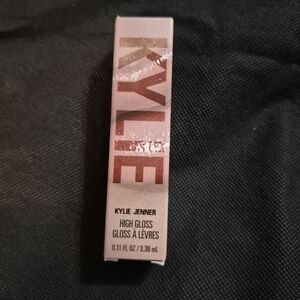 KYLIE
KYLIE JENNER
HIGH GLOSS
GLOSS À LÈVRES
0.11 FL OZ / 3.30 mL